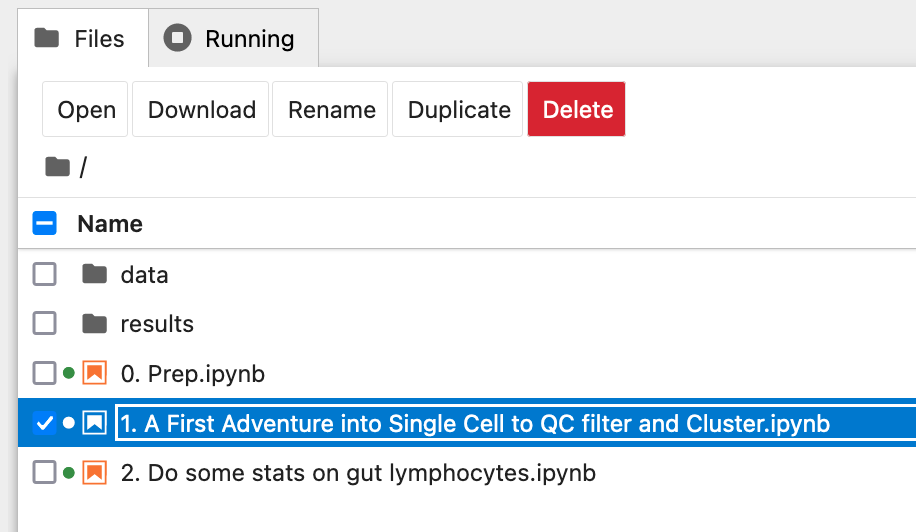 Files Running
Open Download Rename Duplicate Delete
/
Name
data
results
0. Prep.ipynb
1. A First Adventure into Single Cell to QC filter and Cluster.ipynb
2. Do some stats on gut lymphocytes.ipynb